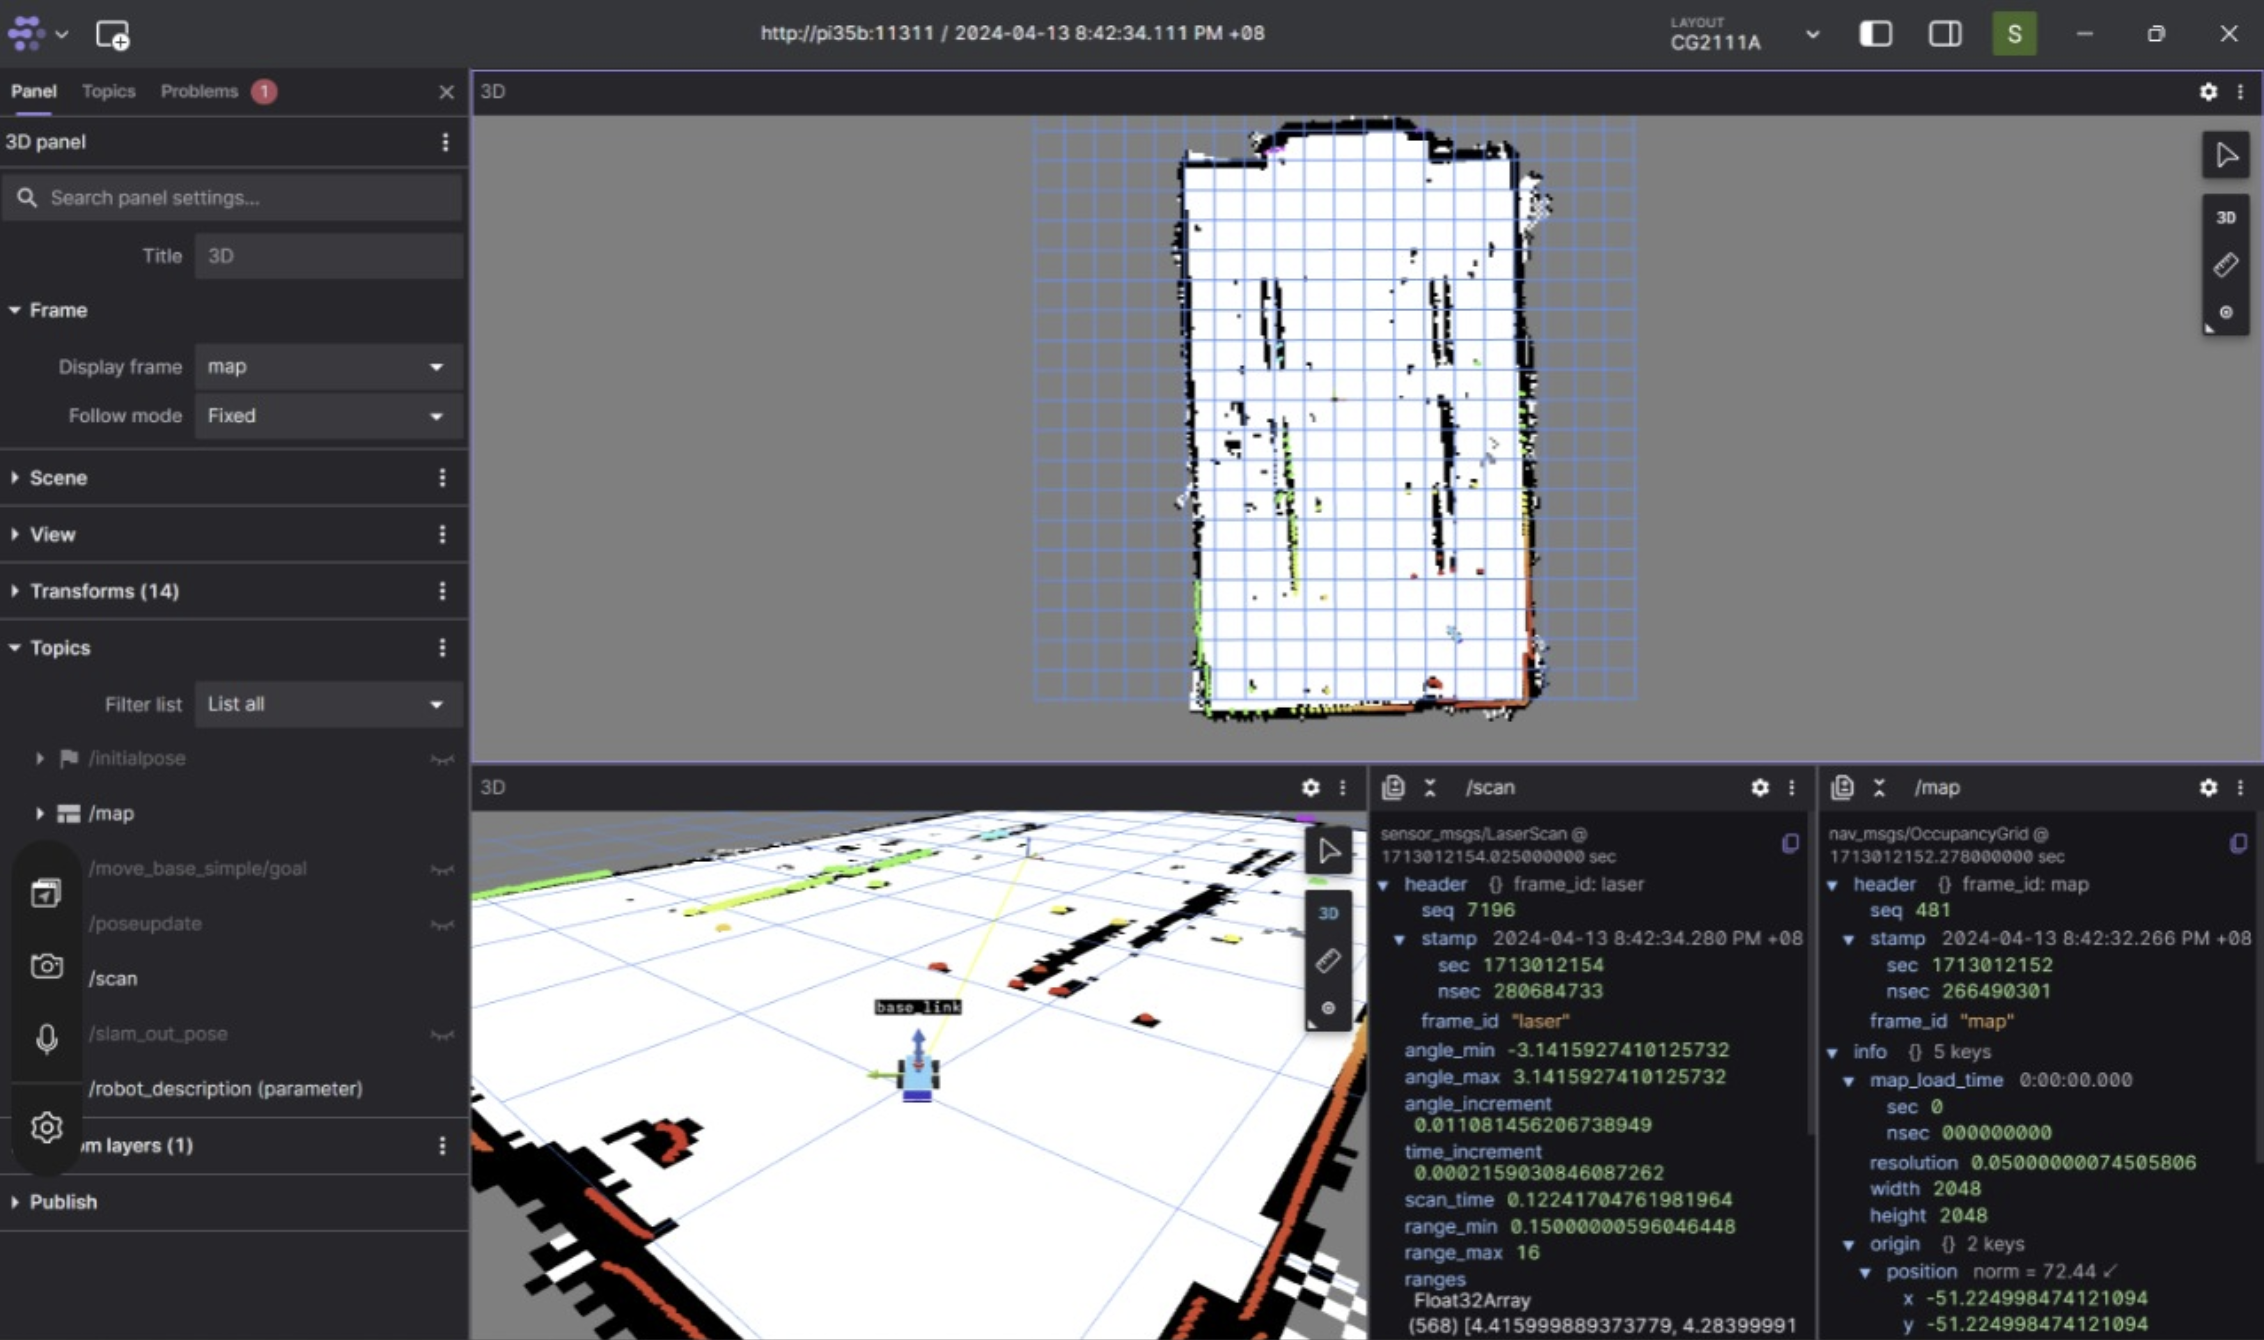 http://pi35b:11311 / 2024-04-13 8:42:34.111 PM +08
LAYOUT
CG2111A
S
Panel
Topics
Problems
1
3D panel
Search panel settings...
Title
3D
Frame
Display frame
map
Follow mode
Fixed
Scene
View
Transforms (14)
Topics
Filter list
List all
/initialpose
/map
/move_base_simple/goal
/poseupdate
/scan
/slam_out_pose
/robot_description (parameter)
om layers (1)
Publish
3D
3D
3D
3D
base_link
/scan
sensor_msgs/LaserScan @
1713012154.025000000 sec
header {} frame_id: laser
seq 7196
stamp 2024-04-13 8:42:34.280 PM +08
sec 1713012154
nsec 280684733
frame_id "laser"
angle_min -3.1415927410125732
angle_max 3.1415927410125732
angle_increment
0.011081456206738949
time_increment
0.00021590308460872​62
scan_time 0.12241704761981964
range_min 0.15000000596046448
range_max 16
ranges
Float32Array
(568) [4.415999889373779, 4.28399991
/map
nav_msgs/OccupancyGrid @
1713012152.278000000 sec
header {} frame_id: map
seq 481
stamp 2024-04-13 8:42:32.266 PM +08
sec 1713012152
nsec 266490301
frame_id "map"
info {} 5 keys
map_load_time 0:00:00.000
sec 0
nsec 000000000
resolution 0.05000000074505806
width 2048
height 2048
origin {} 2 keys
position norm = 72.44 ↙
x -51.224998474121094
y -51.224998474121094